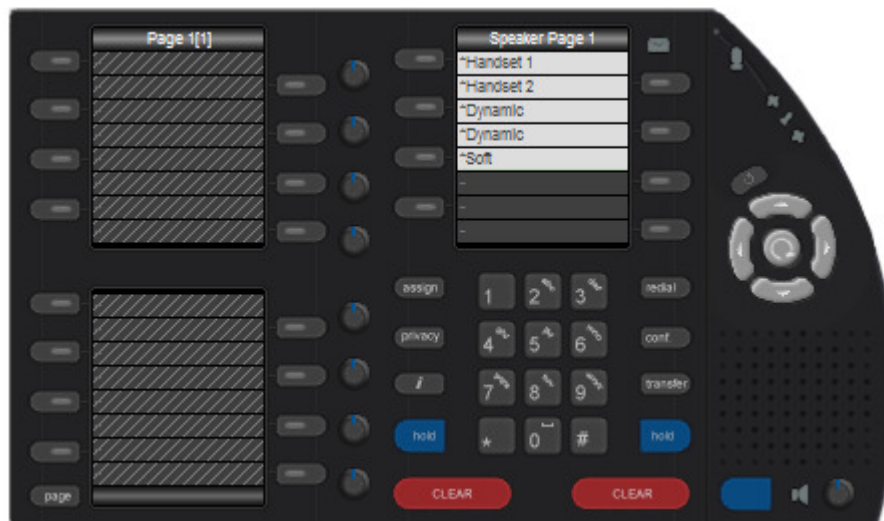 Page 1[1]
Speaker Page 1
*Handset 1
*Handset 2
*Dynamic
*Dynamic
*Soft
assign
1
2
3
redial
privacy
4
5
6
conf.
i
7
8
9
transfer
hold
*
0
#
hold
page
CLEAR
CLEAR